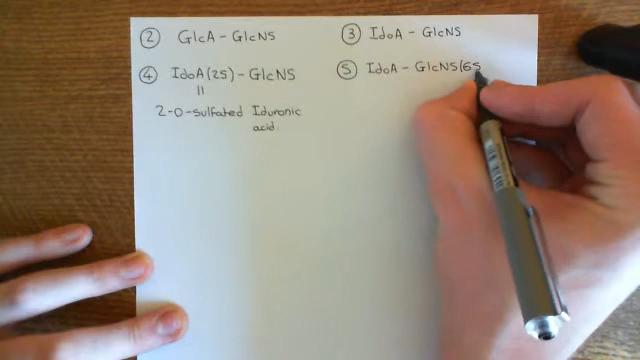 ② GlcA - GlcNS
③ IdoA - GlcNS
④ IdoA(2S) - GlcNS
⑤ IdoA - GlcNS(6S
||
2-O-sulfated Iduronic
acid.